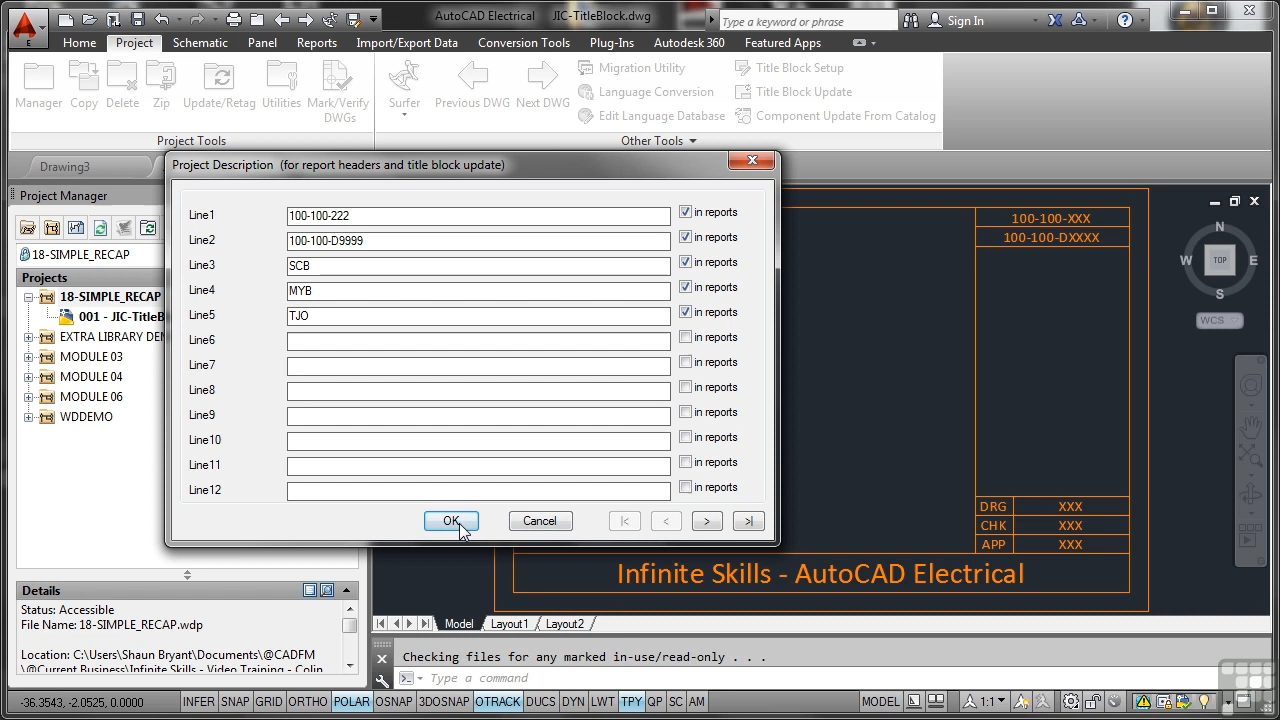 AutoCAD Electrical JIC-TitleBlock.dwg
Type a keyword or phrase
Sign In
E
Home Project Schematic Panel Reports Import/Export Data Conversion Tools Plug-Ins Autodesk 360 Featured Apps
Manager Copy Delete Zip Update/Retag Utilities Mark/Verify DWGs
Surfer Previous DWG Next DWG
Migration Utility
Language Conversion
Edit Language Database
Title Block Setup
Title Block Update
Component Update From Catalog
Project Tools
Other Tools
Drawing3
Project Manager
18-SIMPLE_RECAP
Projects
18-SIMPLE_RECAP
001 - JIC-TitleB
EXTRA LIBRARY DEM
MODULE 03
MODULE 04
MODULE 06
WDDEMO
Details
Status: Accessible
File Name: 18-SIMPLE_RECAP.wdp
Location: C:\Users\Shaun Bryant\Documents\@CADFM
\@Current Business\Infinite Skills - Video Training - Colin
Project Description (for report headers and title block update)
Line1 100-100-222 in reports
Line2 100-100-D9999 in reports
Line3 SCB in reports
Line4 MYB in reports
Line5 TJO in reports
Line6 in reports
Line7 in reports
Line8 in reports
Line9 in reports
Line10 in reports
Line11 in reports
Line12 in reports
OK Cancel |< < > >|
100-100-XXX
100-100-DXXXX
N
W TOP E
S
WCS
DRG XXX
CHK XXX
APP XXX
Infinite Skills - AutoCAD Electrical
Model Layout1 Layout2
Checking files for any marked in-use/read-only . . .
Type a command
-36.3543, -2.0525, 0.0000 INFER SNAP GRID ORTHO POLAR OSNAP 3DOSNAP OTRACK DUCS DYN LWT TPY QP SC AM MODEL 1:1